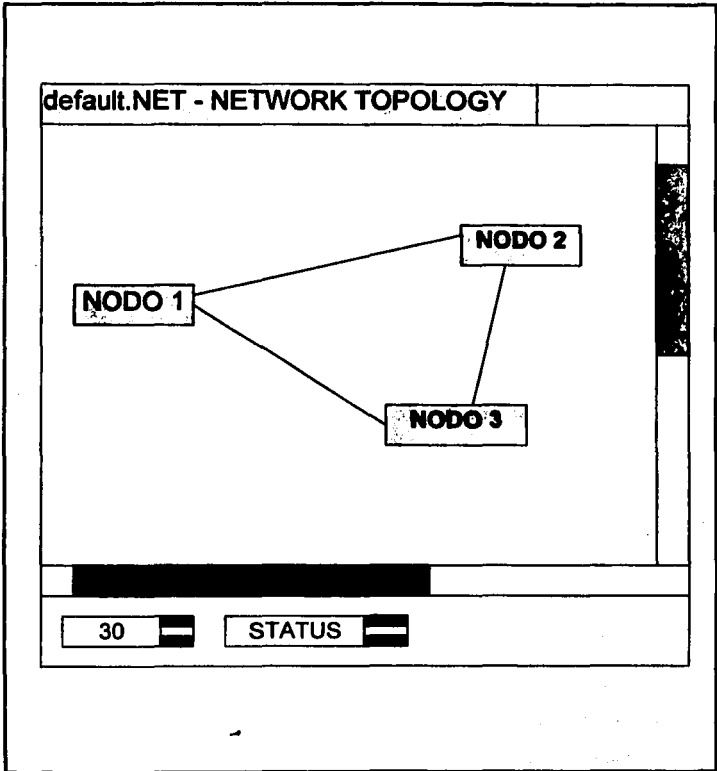 default.NET - NETWORK TOPOLOGY
NODO 2
NODO 1
NODO 3
30
STATUS